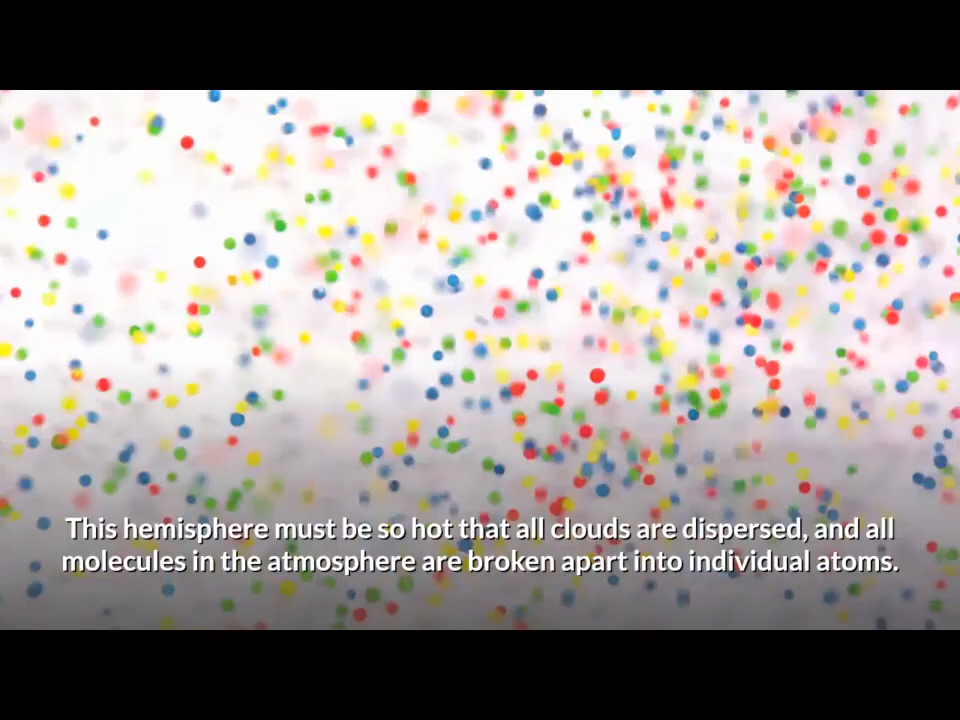 This hemisphere must be so hot that all clouds are dispersed, and all
molecules in the atmosphere are broken apart into individual atoms.